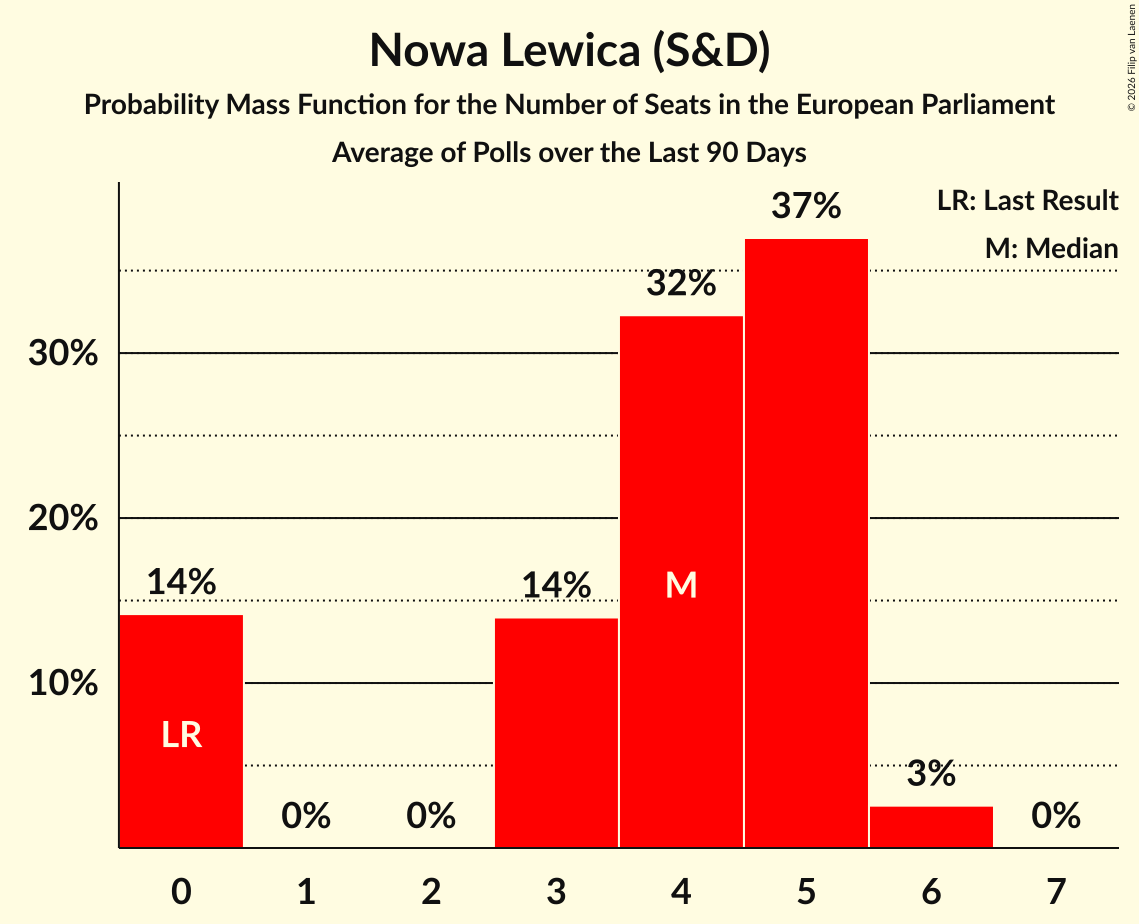 Nowa Lewica (S&D)
Probability Mass Function for the Number of Seats in the European Parliament
Average of Polls over the Last 90 Days
© 2026 Filip van Laenen
LR: Last Result
M: Median
37%
32%
30%
20%
14%
14%
M
10%
LR
3%
0%
0%
0%
0 1 2 3 4 5 6 7